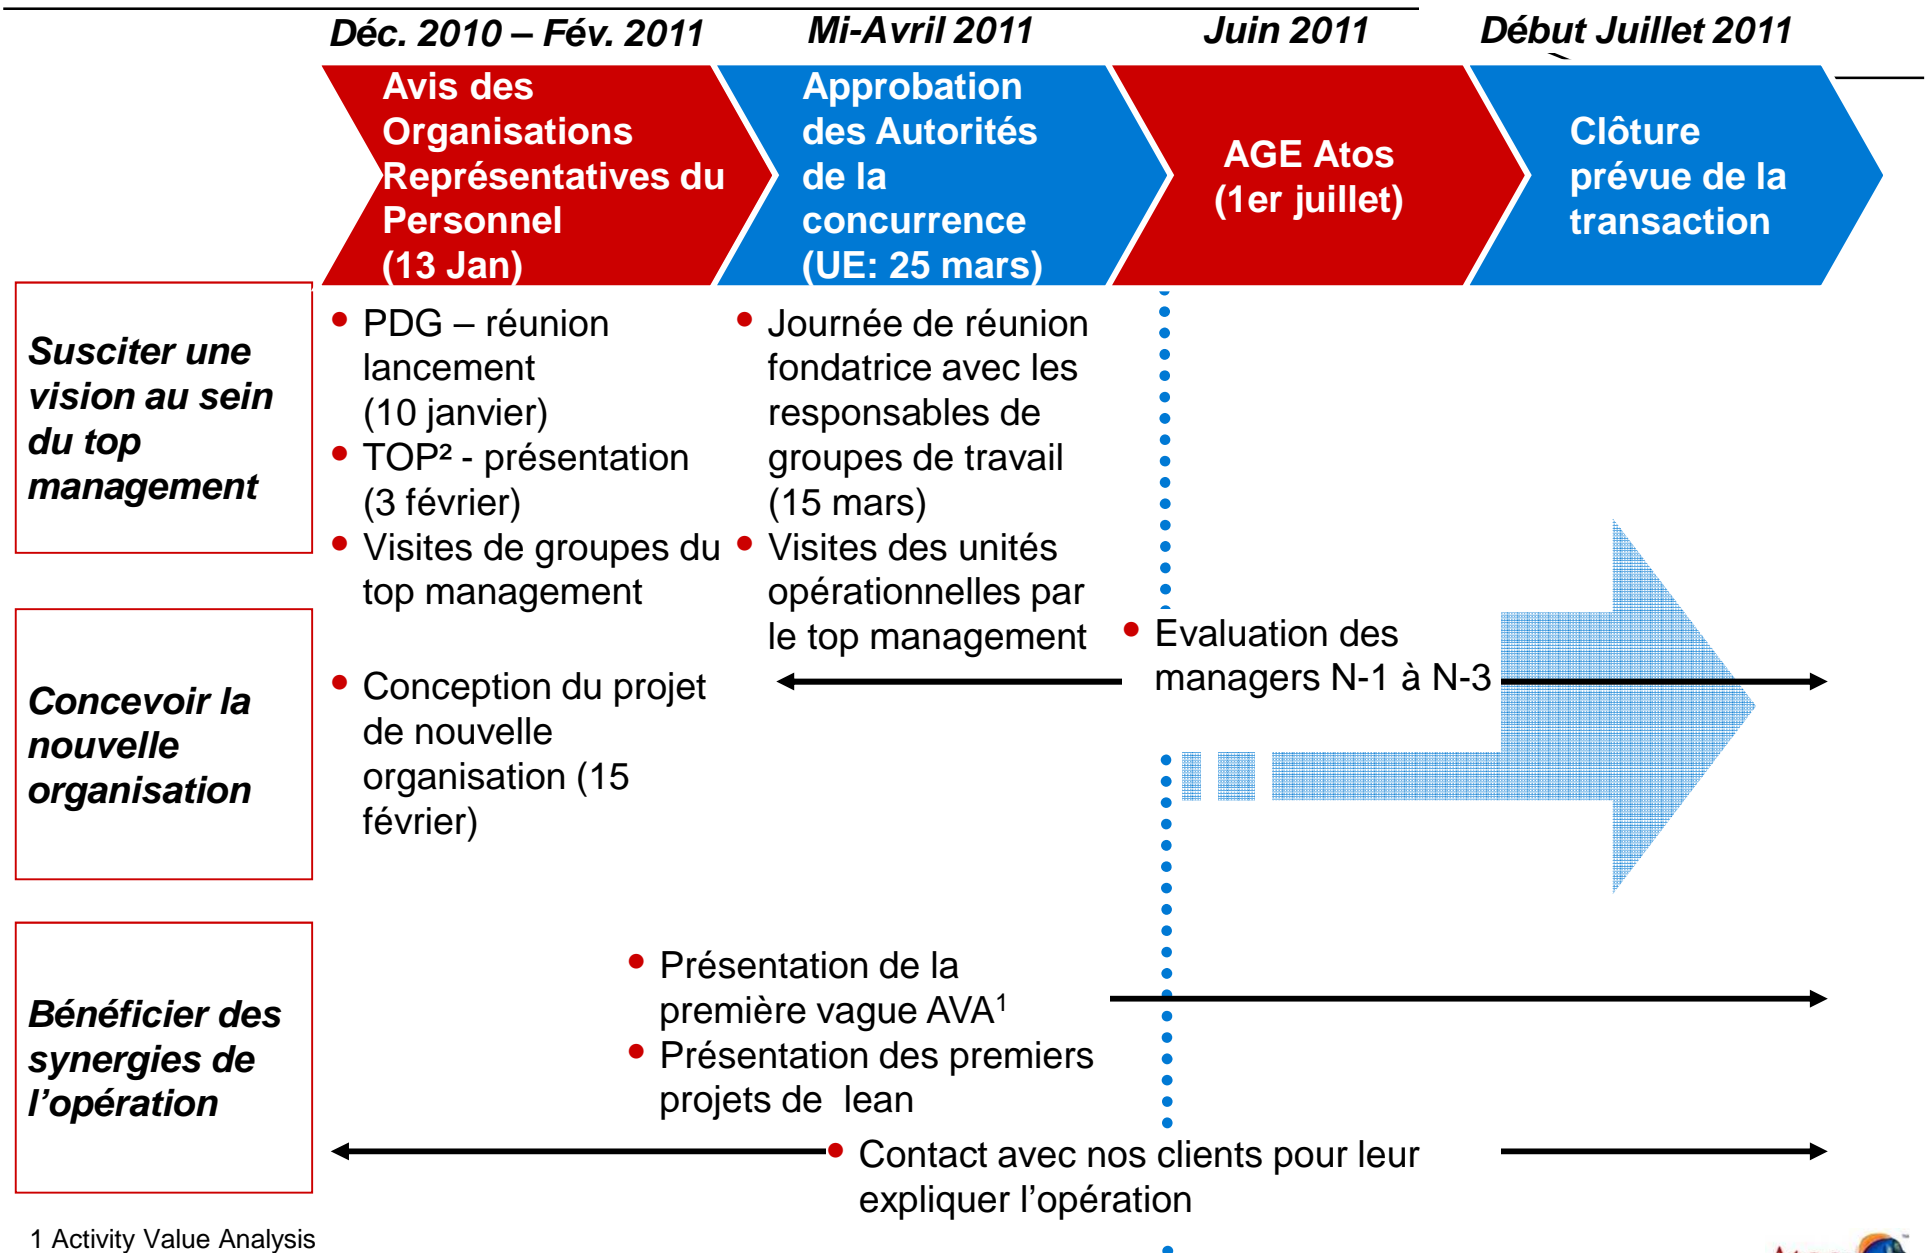 Déc. 2010 – Fév. 2011
Mi-Avril 2011
Juin 2011
Début Juillet 2011
Avis des
Organisations
Représentatives du
Personnel
(13 Jan)
Approbation
des Autorités
de la
concurrence
(UE: 25 mars)
AGE Atos
(1er juillet)
Clôture
prévue de la
transaction
Susciter une
vision au sein
du top
management
• PDG – réunion
lancement
(10 janvier)
• TOP² - présentation
(3 février)
• Visites de groupes du
top management
• Journée de réunion
fondatrice avec les
responsables de
groupes de travail
(15 mars)
• Visites des unités
opérationnelles par
le top management
Concevoir la
nouvelle
organisation
• Conception du projet
de nouvelle
organisation (15
février)
• Evaluation des
managers N-1 à N-3
Bénéficier des
synergies de
l’opération
• Présentation de la
première vague AVA¹
• Présentation des premiers
projets de  lean
• Contact avec nos clients pour leur
expliquer l’opération
1 Activity Value Analysis